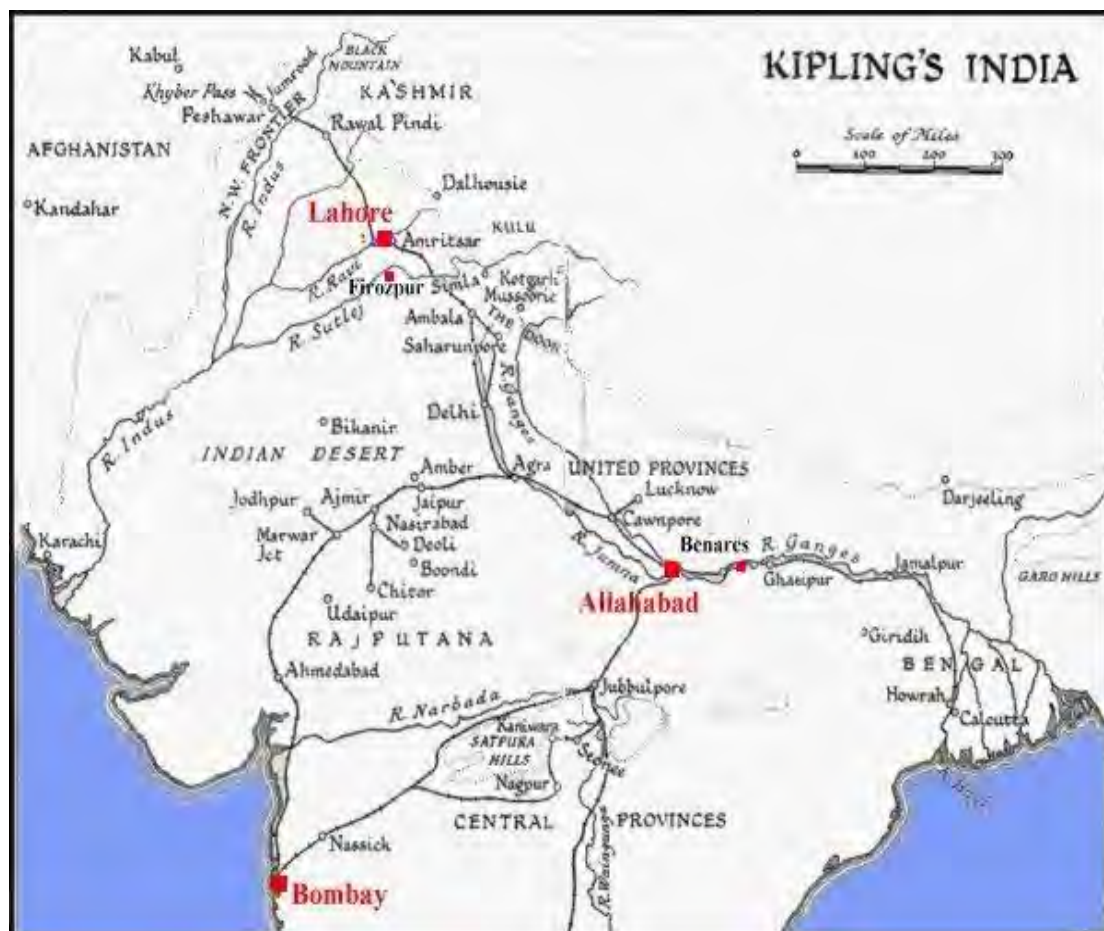 KIPLING'S INDIA
Scale of Miles
0 100 200 300
Kabul
BLACK
MOUNTAIN
Khyber Pass
Jumrood
KASHMIR
Peshawar
Rawal Pindi
AFGHANISTAN
N.W. FRONTIER
R. Indus
Dalhousie
Kandahar
Lahore
KULU
Amritsar
R. Ravi
Firozpur
Simla
Kotgarh
Mussoorie
R. Sutlej
Ambala
THE DOON
Saharunpore
R. Ganges
Delhi
R. Indus
Bikanir
INDIAN DESERT
Amber
Agra
UNITED PROVINCES
Lucknow
Darjeeling
Jodhpur
Ajmir
Jaipur
Nasirabad
Cawnpore
Karachi
Marwar
Jct
Deoli
Boondi
R. Jumna
Benares
R. Ganges
Jamalpur
Ghazipur
GARO HILLS
Chitor
Allahabad
Udaipur
RAJPUTANA
Giridih
BENGAL
Ahmedabad
Jubbulpore
Howrah
R. Narbada
Calcutta
Kaniwara
SATPURA
HILLS
Seonee
Nagpur
CENTRAL PROVINCES
Nassick
R. Waingunga
Bombay